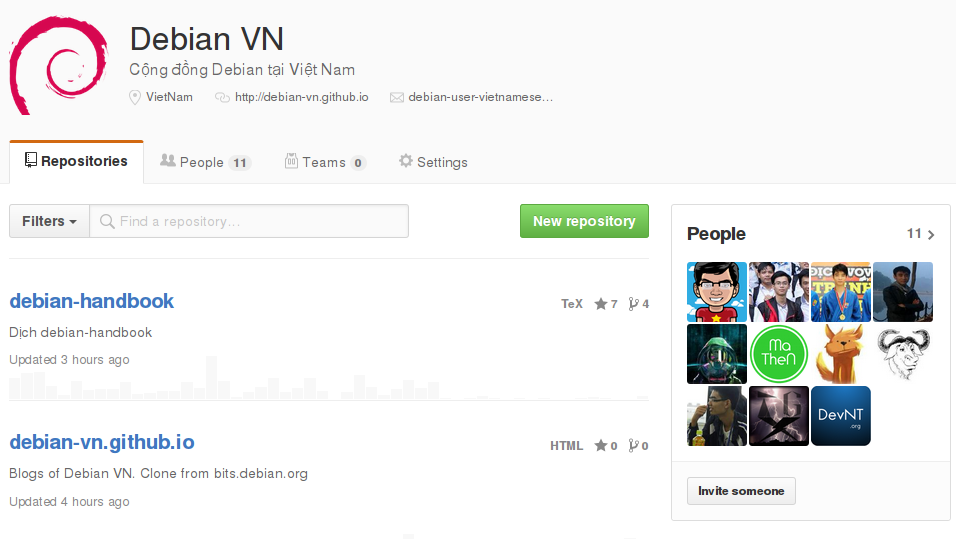 Debian VN
Cộng đồng Debian tại Việt Nam
VietNam http://debian-vn.github.io debian-user-vietnamese...
Repositories People 11 Teams 0 Settings
Filters Find a repository... New repository
debian-handbook TeX 7 4
Dịch debian-handbook
Updated 3 hours ago
debian-vn.github.io HTML 0 0
Blogs of Debian VN. Clone from bits.debian.org
Updated 4 hours ago
People 11
Ma
TheN
DevNT
.org
Invite someone